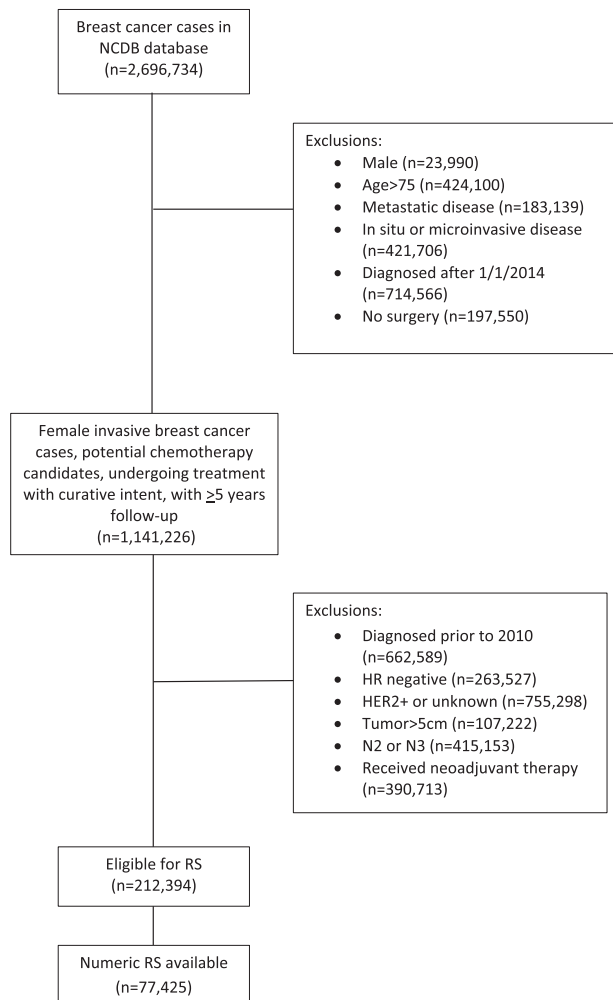 Breast cancer cases in
NCDB database
(n=2,696,734)
Exclusions:
• Male (n=23,990)
• Age>75 (n=424,100)
• Metastatic disease (n=183,139)
• In situ or microinvasive disease
(n=421,706)
• Diagnosed after 1/1/2014
(n=714,566)
• No surgery (n=197,550)
Female invasive breast cancer
cases, potential chemotherapy
candidates, undergoing treatment
with curative intent, with ≥5 years
follow-up
(n=1,141,226)
Exclusions:
• Diagnosed prior to 2010
(n=662,589)
• HR negative (n=263,527)
• HER2+ or unknown (n=755,298)
• Tumor>5cm (n=107,222)
• N2 or N3 (n=415,153)
• Received neoadjuvant therapy
(n=390,713)
Eligible for RS
(n=212,394)
Numeric RS available
(n=77,425)